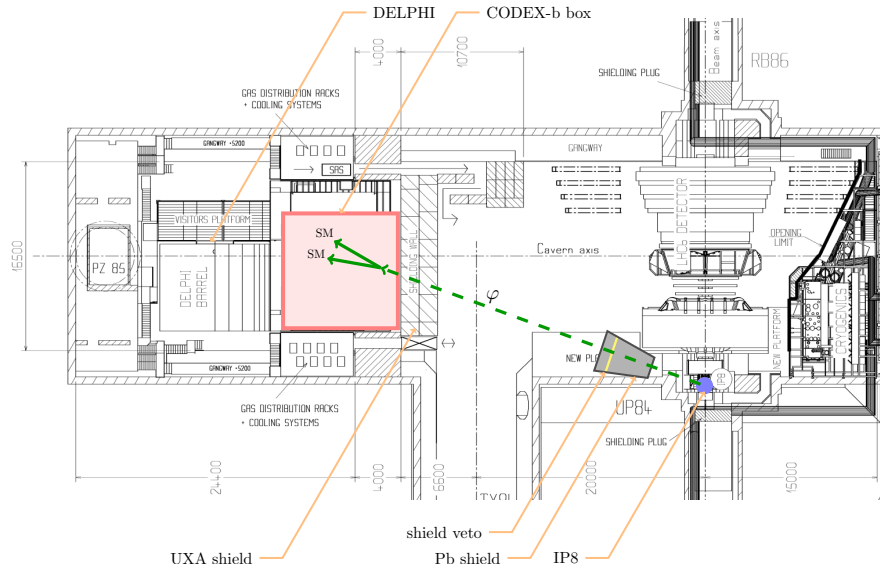 DELPHI
CODEX-b box
4000
10700
Beam axis
RB86
SHIELDING PLUG
GAS DISTRIBUTION RACKS
+ COOLING SYSTEMS
GANGWAY +5200
GANGWAY
SAS
LHCb DETECTOR
VISITORS PLATFORM
SM
SM
OPENING
LIMIT
16500
PZ 85
Cavern axis
SHIELDING WALL
DELPHI
BARREL
φ
CRYOGENICS
NEW PLATFORM
NEW PL
IP8
GANGWAY +5200
GAS DISTRIBUTION RACKS
+ COOLING SYSTEMS
UP84
SHIELDING PLUG
24400
4000
6600
20000
15000
shield veto
UXA shield
Pb shield
IP8